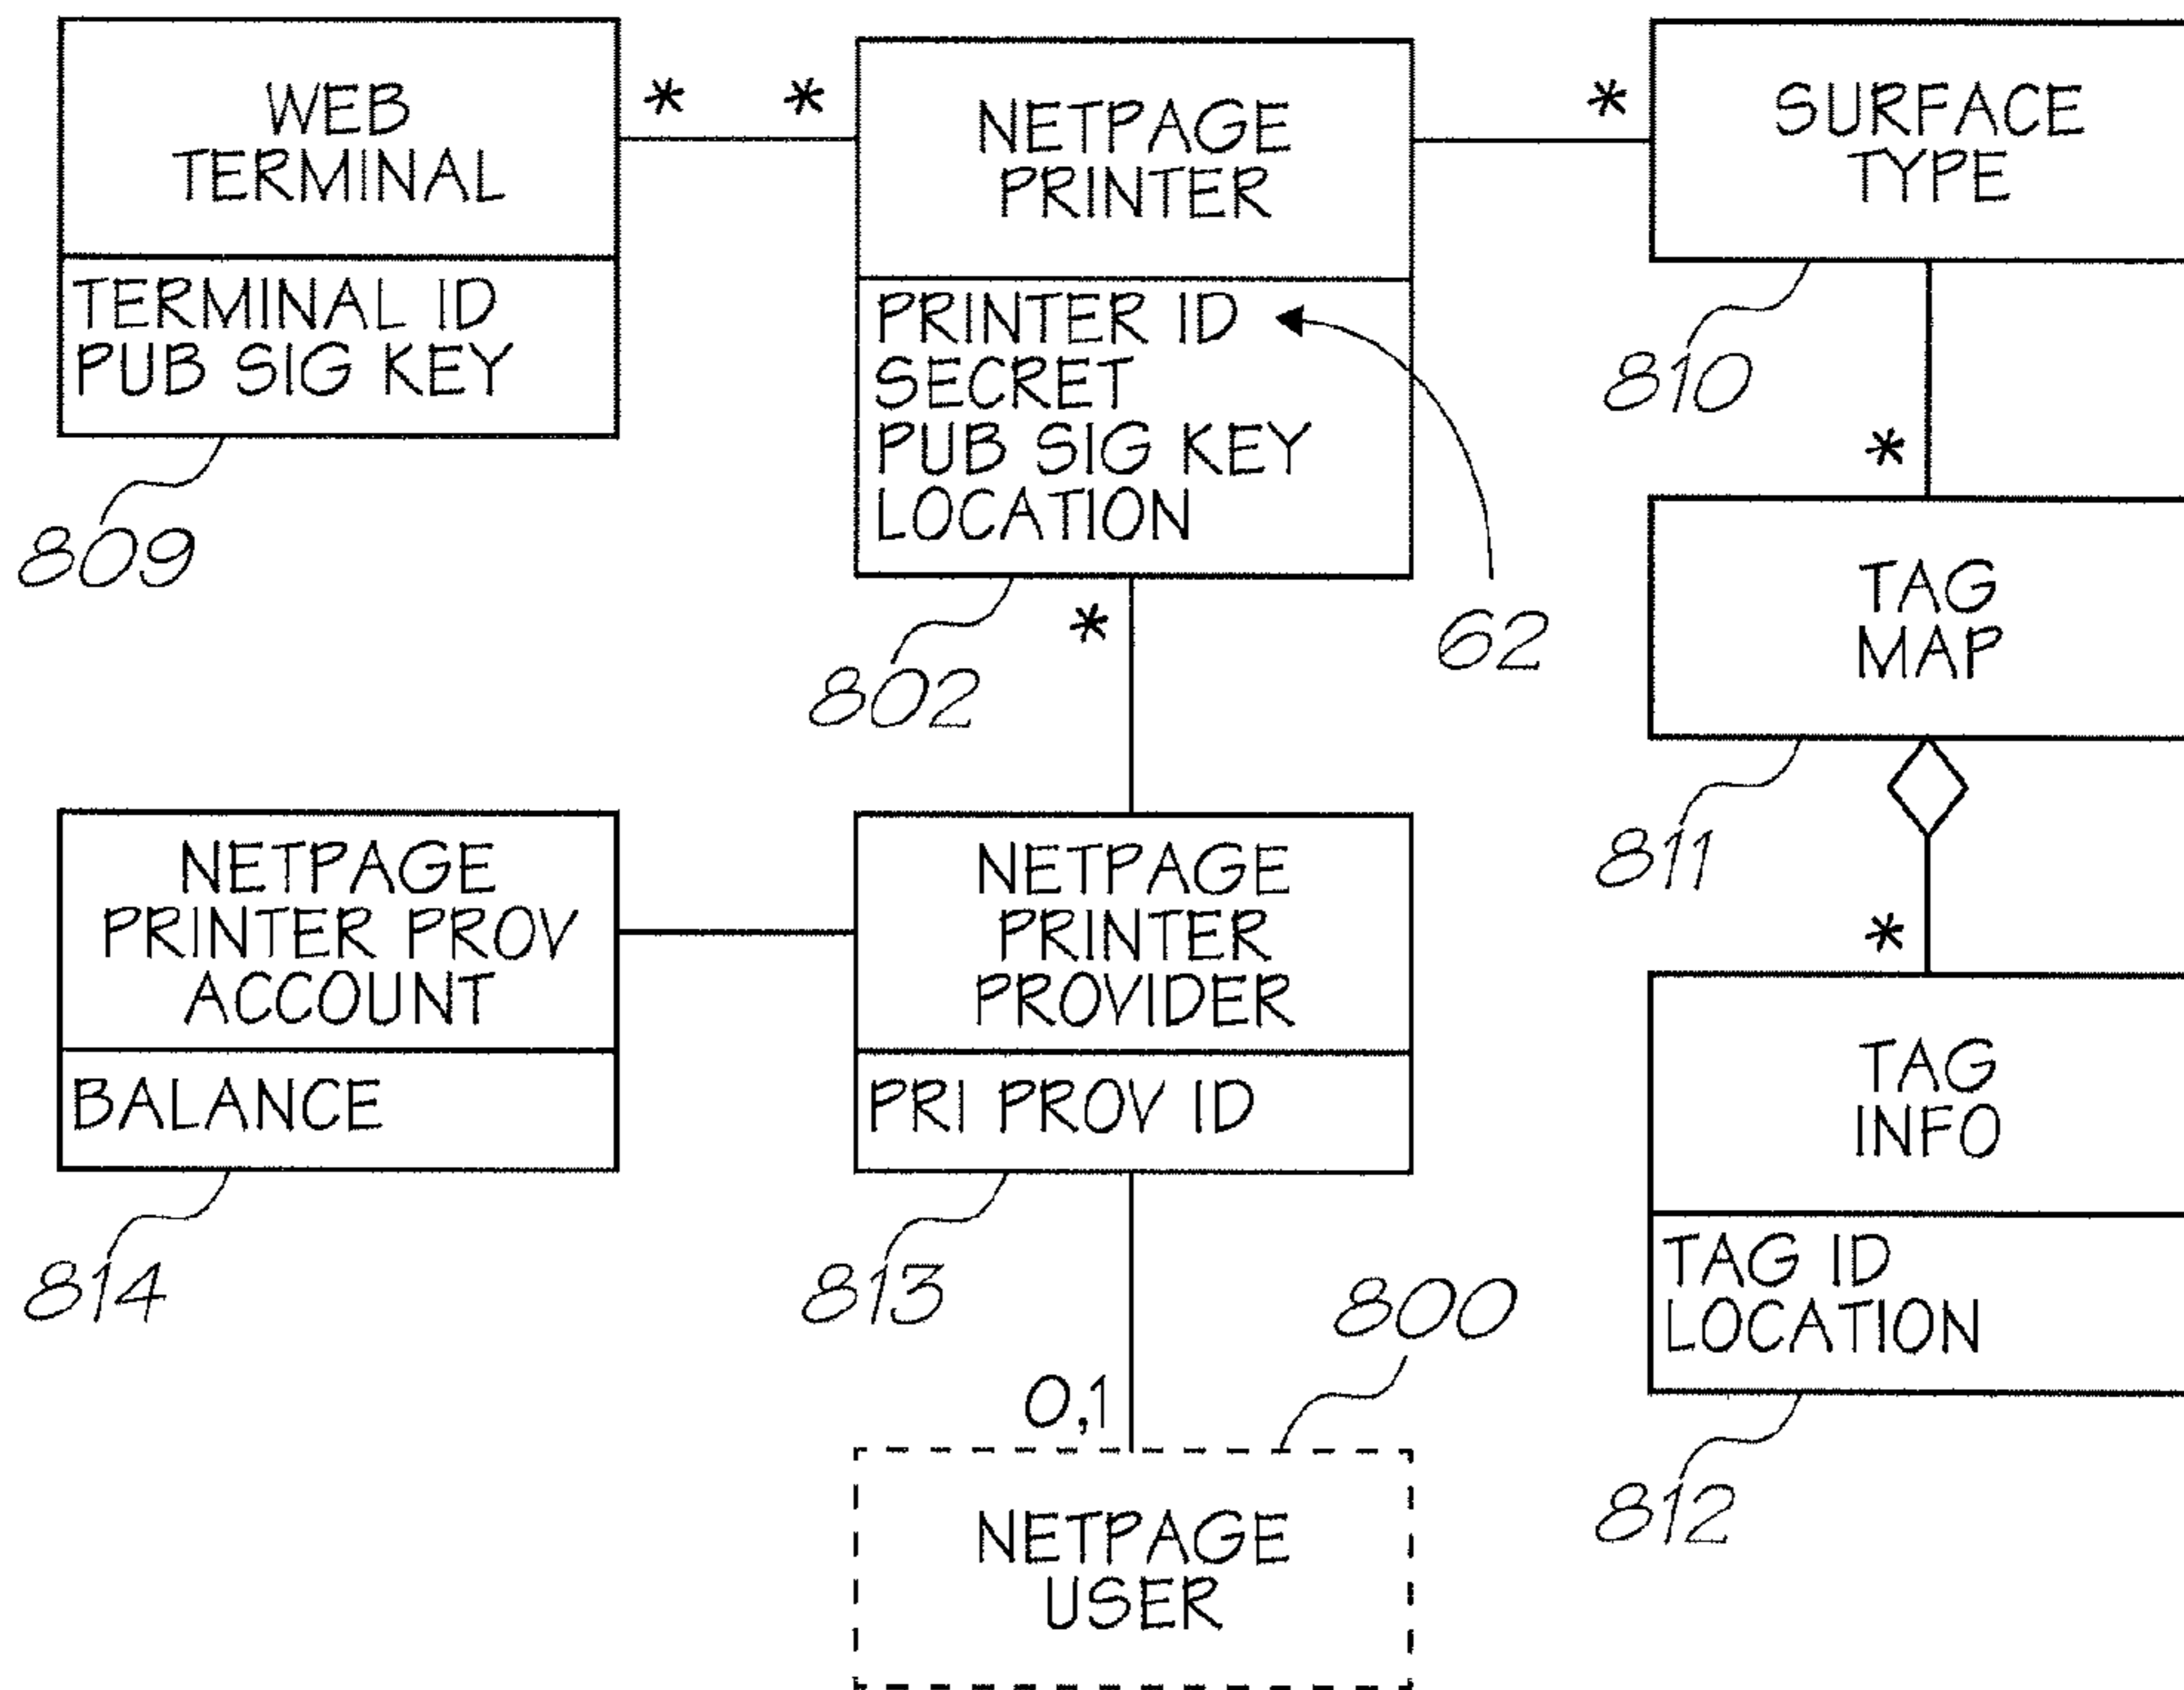 WEB
TERMINAL
TERMINAL ID
PUB SIG KEY
809
*
*
NETPAGE
PRINTER
PRINTER ID
SECRET
PUB SIG KEY
LOCATION
62
802
*
*
SURFACE
TYPE
810
*
TAG
MAP
811
*
TAG
INFO
TAG ID
LOCATION
812
NETPAGE
PRINTER PROV
ACCOUNT
BALANCE
814
NETPAGE
PRINTER
PROVIDER
PRI PROV ID
813
800
0,1
NETPAGE
USER